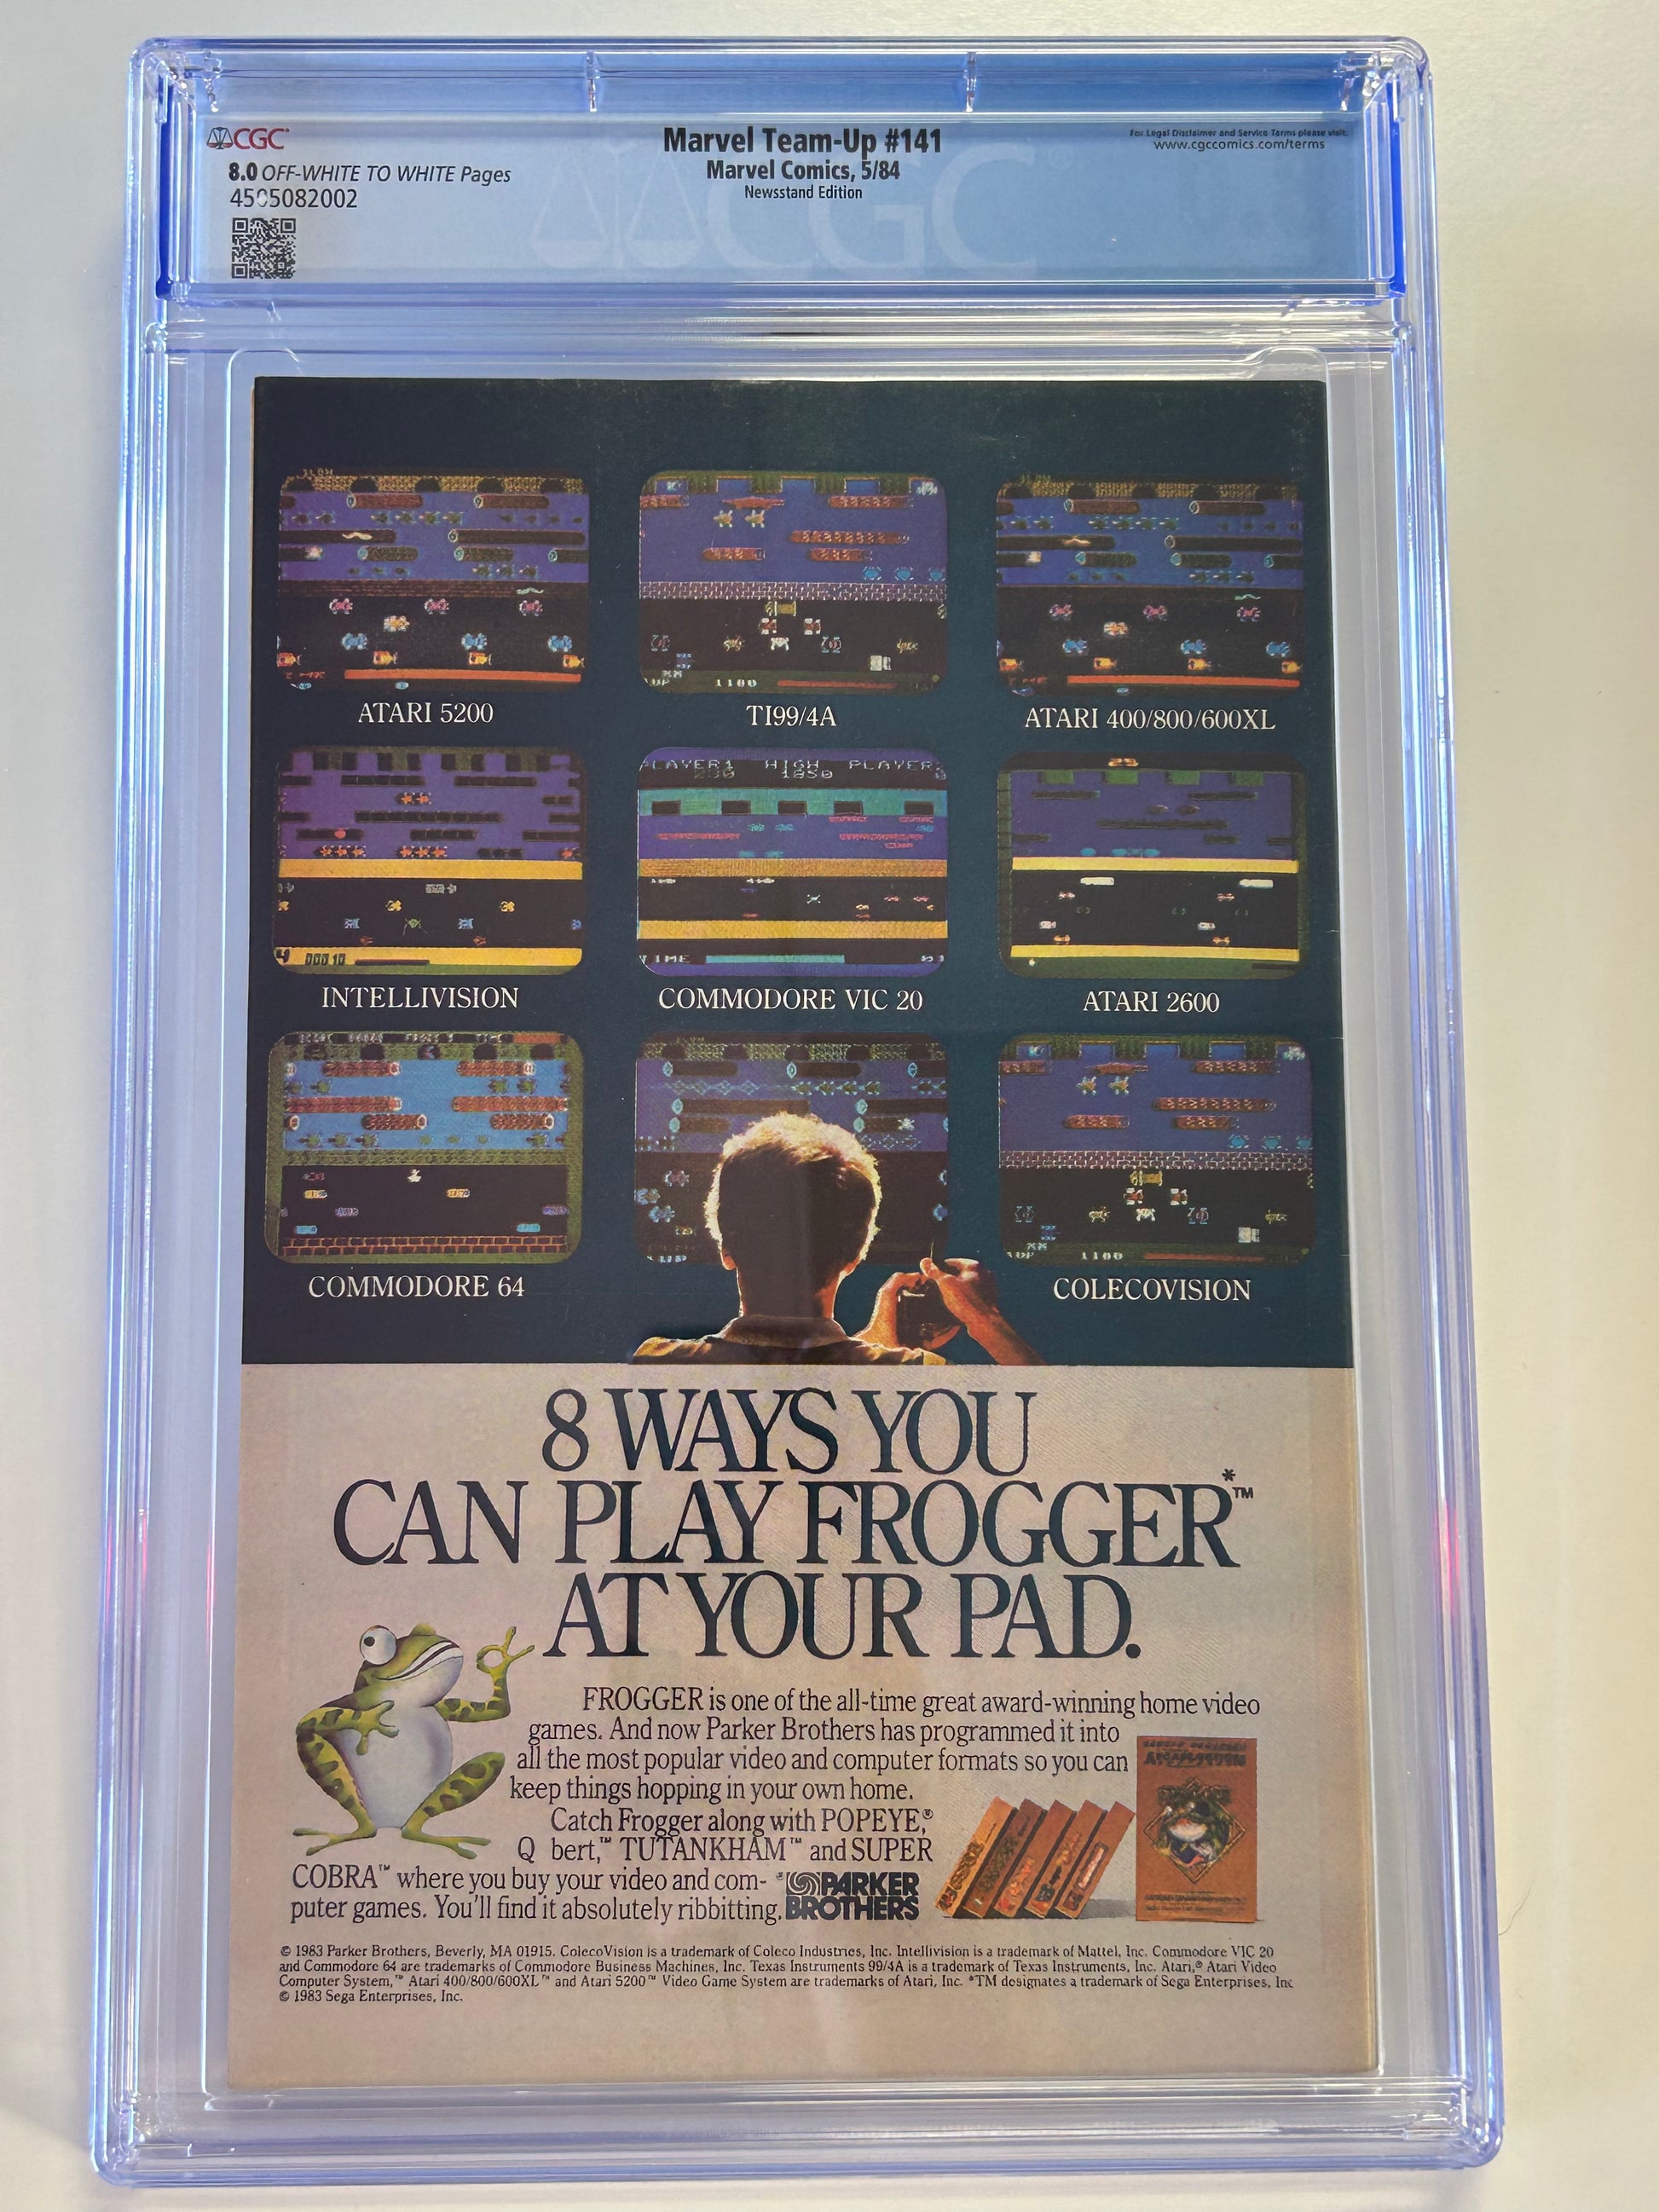 CGC
8.0 OFF-WHITE TO WHITE Pages
4505082002
Marvel Team-Up #141
Marvel Comics, 5/84
Newsstand Edition
For Legal Disclaimer and Service Terms please visit:
www.cgccomics.com/terms
CGC
1100
ATARI 5200
TI99/4A
ATARI 400/800/600XL
PLAYER1 HIGH PLAYER
1850
00010
TIME
INTELLIVISION
COMMODORE VIC 20
ATARI 2600
1100
COMMODORE 64
COLECOVISION
8 WAYS YOU
CAN PLAY FROGGER*™
AT YOUR PAD.
FROGGER is one of the all-time great award-winning home video
games. And now Parker Brothers has programmed it into
all the most popular video and computer formats so you can
keep things hopping in your own home.
Catch Frogger along with POPEYE,®
Q bert,™ TUTANKHAM™ and SUPER
COBRA™ where you buy your video and com-
puter games. You'll find it absolutely ribbitting.
PARKER
BROTHERS
© 1983 Parker Brothers, Beverly, MA 01915. ColecoVision is a trademark of Coleco Industries, Inc. Intellivision is a trademark of Mattel, Inc. Commodore VIC 20
and Commodore 64 are trademarks of Commodore Business Machines, Inc. Texas Instruments 99/4A is a trademark of Texas Instruments, Inc. Atari,® Atari Video
Computer System,™ Atari 400/800/600XL™ and Atari 5200™ Video Game System are trademarks of Atari, Inc. *TM designates a trademark of Sega Enterprises, Inc
© 1983 Sega Enterprises, Inc.